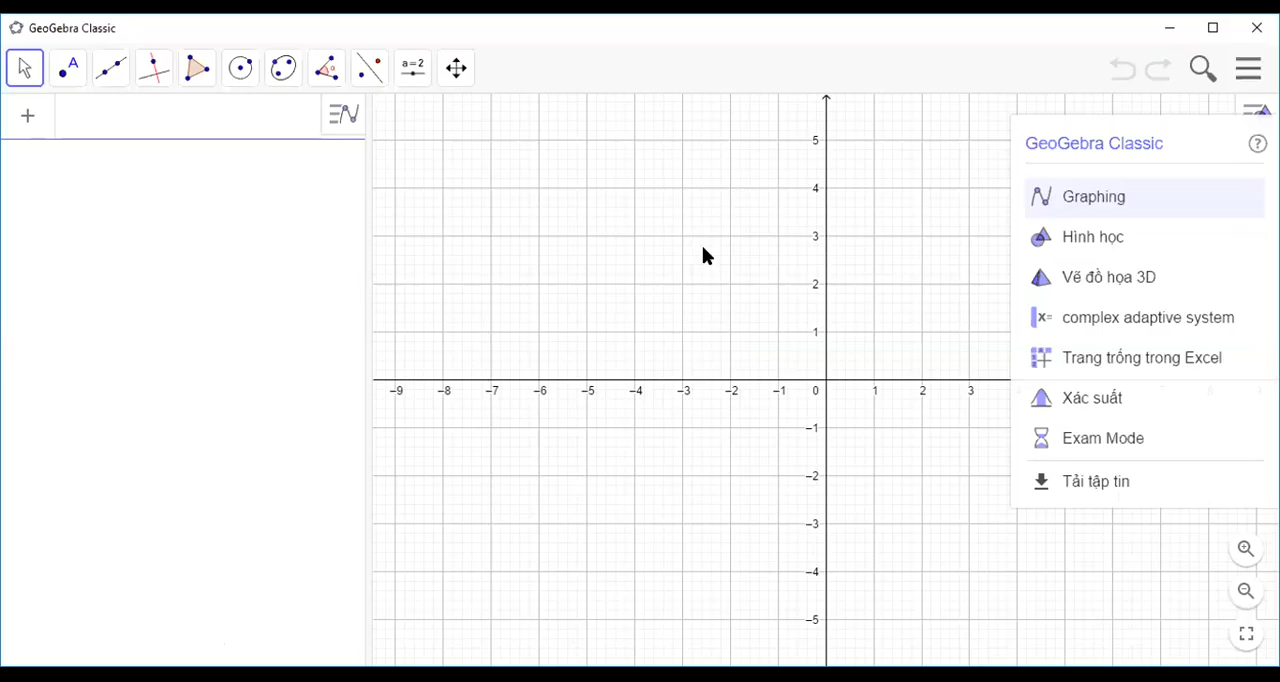 GeoGebra Classic
A
a=2
5
4
3
2
1
−9 −8 −7 −6 −5 −4 −3 −2 −1 0 1 2 3
−1
−2
−3
−4
−5
GeoGebra Classic ?
Graphing
Hình học
Vẽ đồ họa 3D
x= complex adaptive system
Trang trống trong Excel
Xác suất
Exam Mode
Tải tập tin